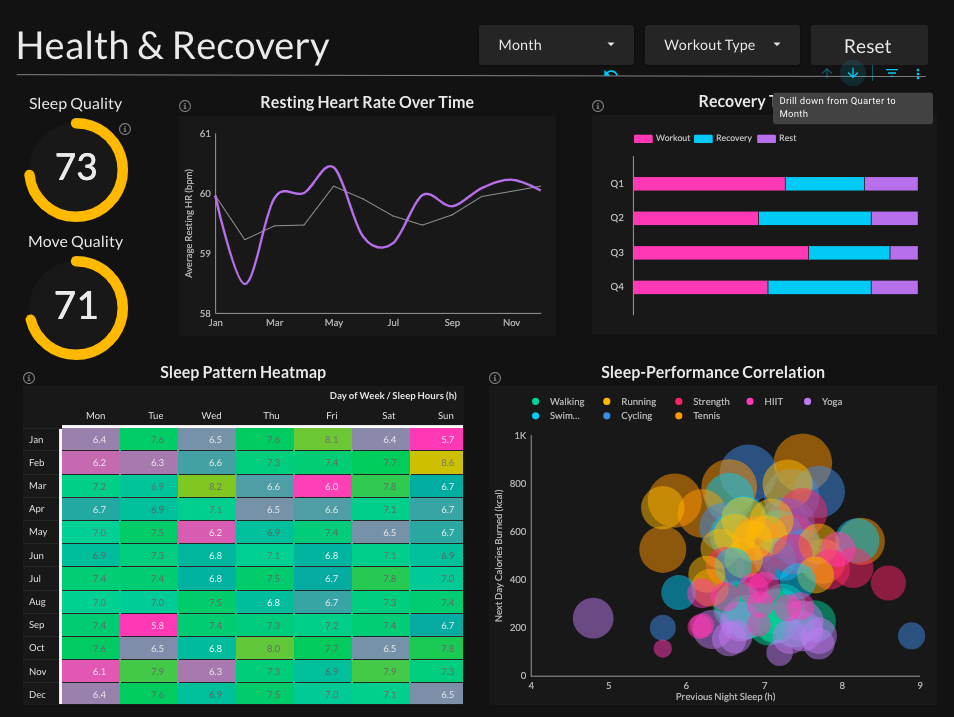 Health & Recovery
Month
Workout Type
Reset
Sleep Quality
73
Move Quality
71
Resting Heart Rate Over Time
Average Resting HR (bpm)
61
60
59
58
Jan Mar May Jul Sep Nov
Recovery T
Drill down from Quarter to
Month
Workout Recovery Rest
Q1
Q2
Q3
Q4
Sleep Pattern Heatmap
Day of Week / Sleep Hours (h)
Mon Tue Wed Thu Fri Sat Sun
Jan 6.4 7.6 6.5 7.6 8.1 6.4 5.7
Feb 6.2 6.3 6.6 7.3 7.4 7.7 8.6
Mar 7.2 6.9 8.2 6.6 6.0 7.8 6.7
Apr 6.7 6.9 7.1 6.5 6.6 7.1 6.7
May 7.0 7.5 6.2 6.9 7.4 6.5 6.7
Jun 6.9 7.3 6.8 7.1 6.8 7.1 6.9
Jul 7.4 7.4 6.8 7.5 6.7 7.8 7.0
Aug 7.0 7.0 7.5 6.8 6.7 7.3 7.4
Sep 7.4 5.8 7.4 7.3 7.2 7.4 6.7
Oct 7.6 6.5 6.8 8.0 7.7 6.5 7.8
Nov 6.1 7.9 6.3 7.3 6.9 7.9 7.3
Dec 6.4 7.6 6.9 7.5 7.0 7.1 6.5
Sleep-Performance Correlation
Walking Running Strength HIIT Yoga
Swim... Cycling Tennis
Next Day Calories Burned (kcal)
1K
800
600
400
200
0
4 5 6 7 8 9
Previous Night Sleep (h)